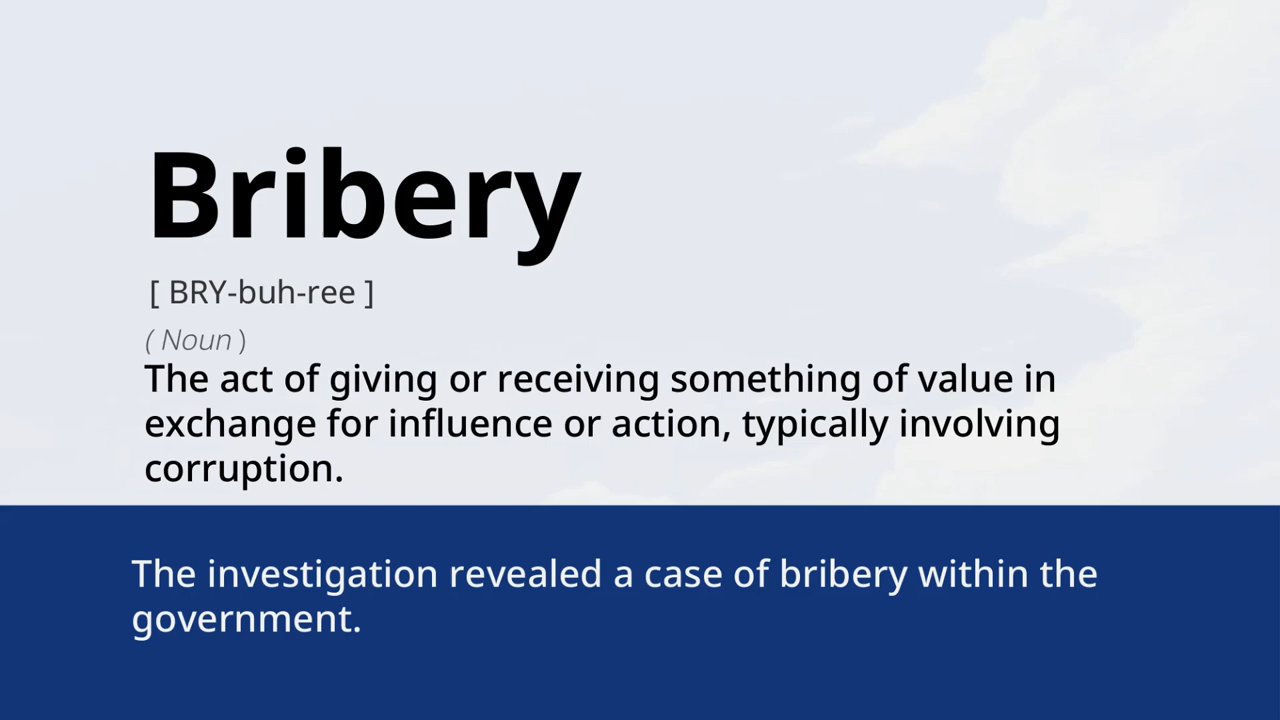 Bribery
[ BRY-buh-ree ]
( Noun )
The act of giving or receiving something of value in
exchange for influence or action, typically involving
corruption.
The investigation revealed a case of bribery within the
government.